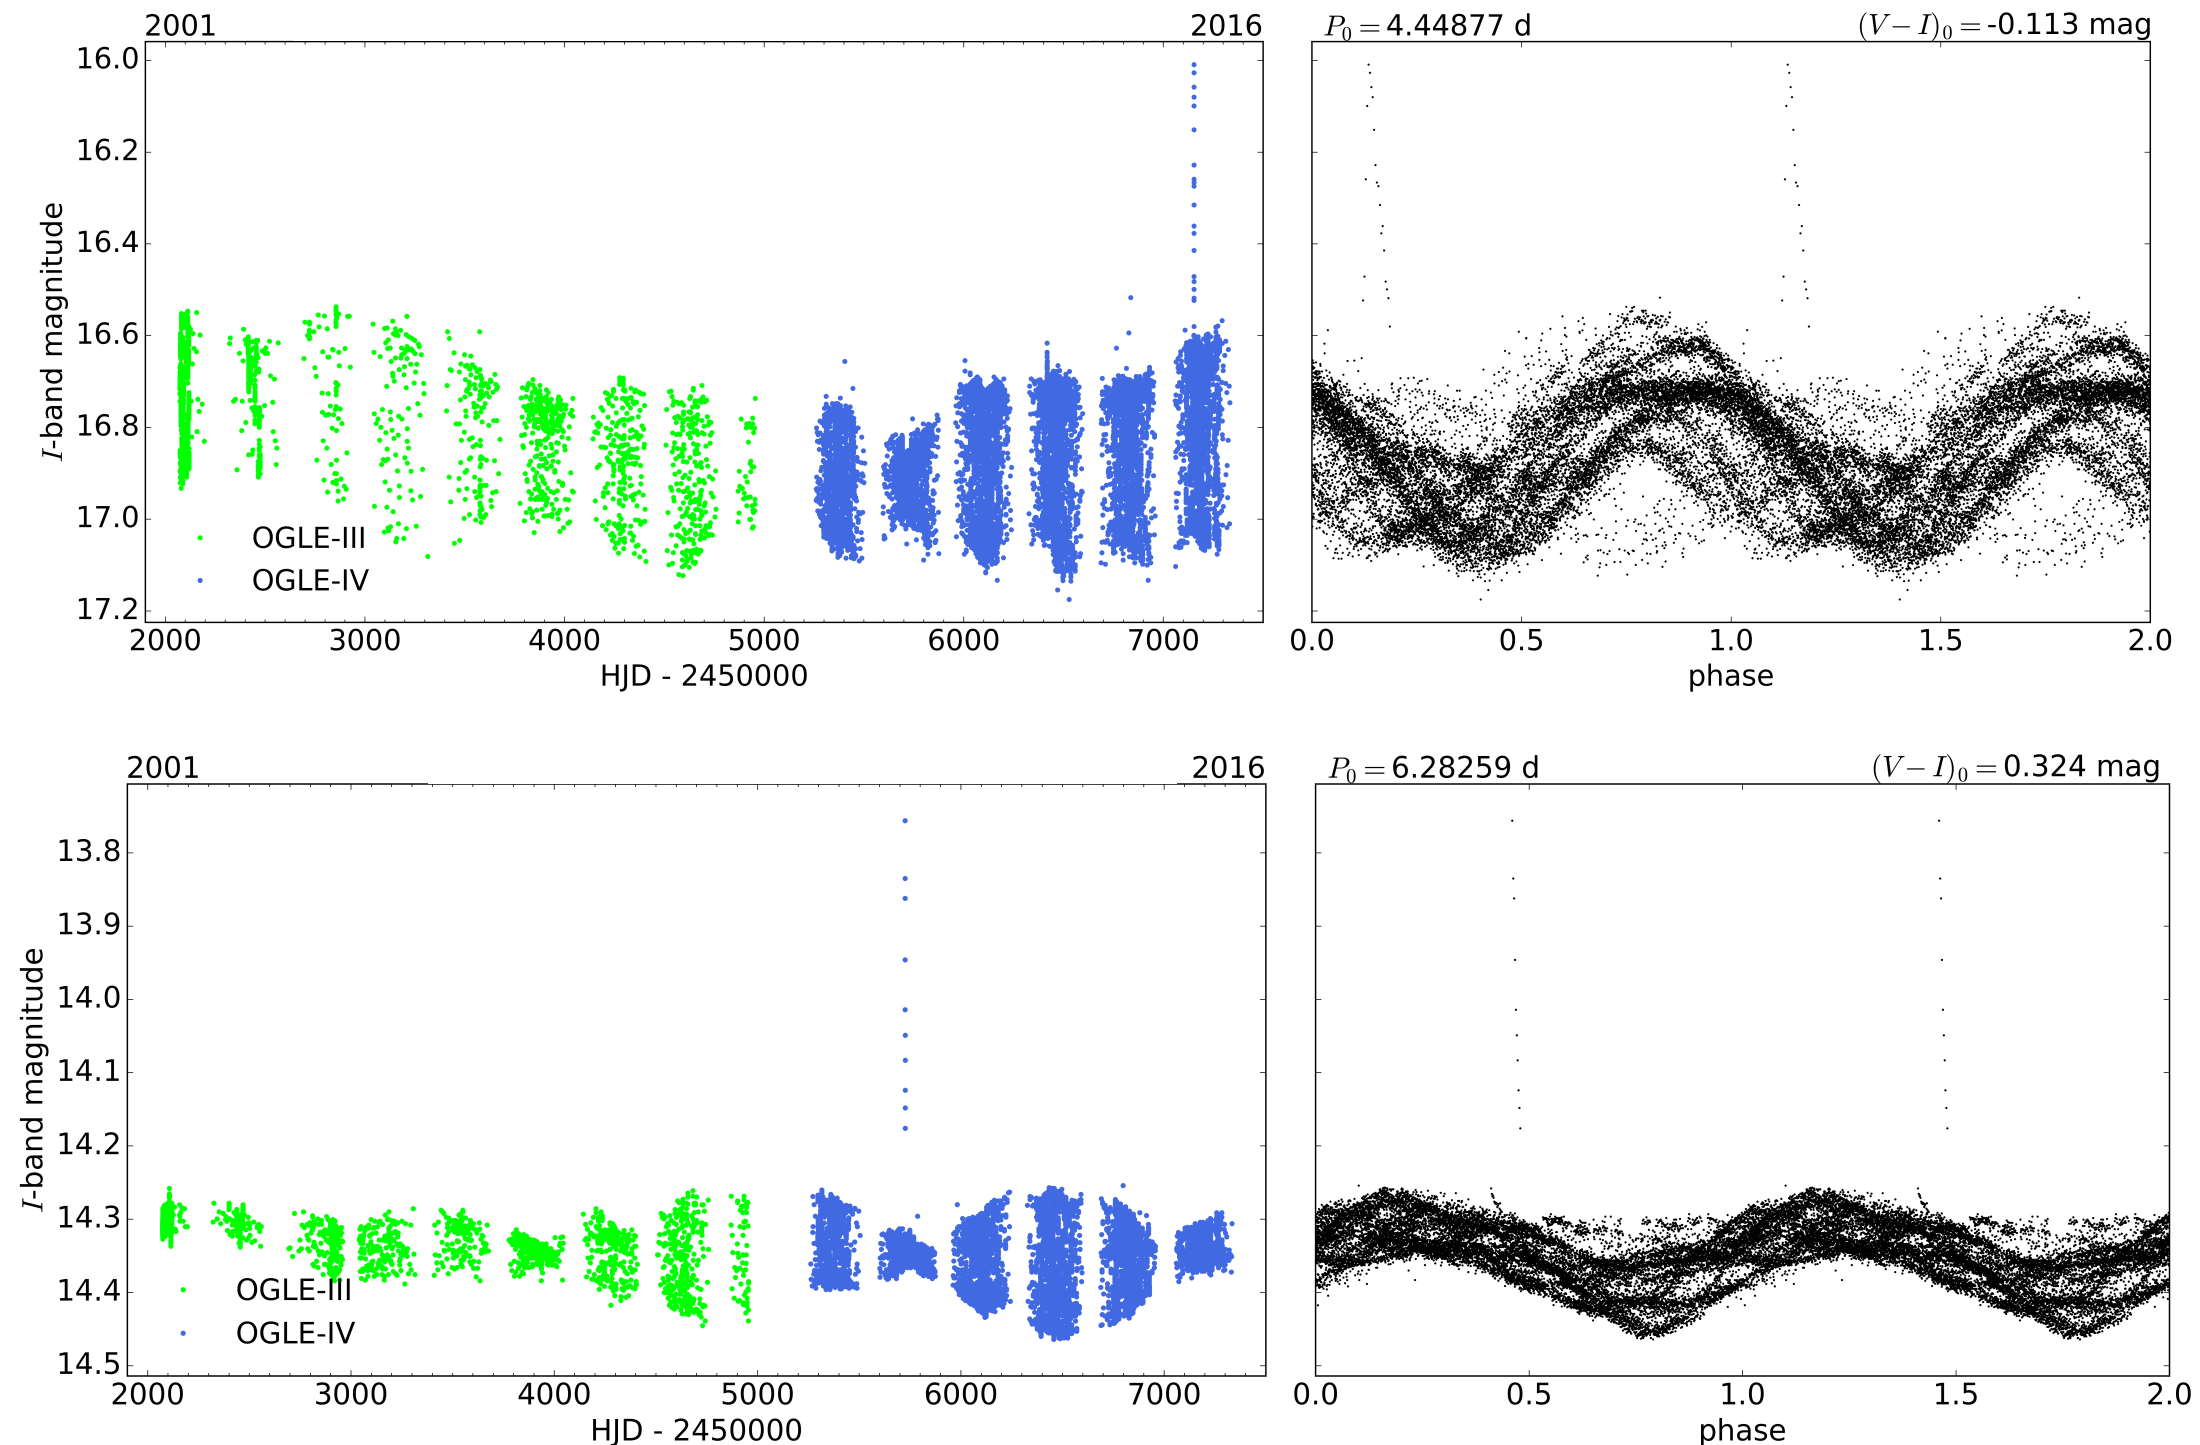 2001 2016
P₀ = 4.44877 d (V − I)₀ = -0.113 mag
16.0
16.2
16.4
16.6
16.8
17.0
17.2
I-band magnitude
OGLE-III
OGLE-IV
2000 3000 4000 5000 6000 7000
HJD - 2450000
0.0 0.5 1.0 1.5 2.0
phase
2001 2016
P₀ = 6.28259 d (V − I)₀ = 0.324 mag
13.8
13.9
14.0
14.1
14.2
14.3
14.4
14.5
I-band magnitude
OGLE-III
OGLE-IV
2000 3000 4000 5000 6000 7000
HJD - 2450000
0.0 0.5 1.0 1.5 2.0
phase